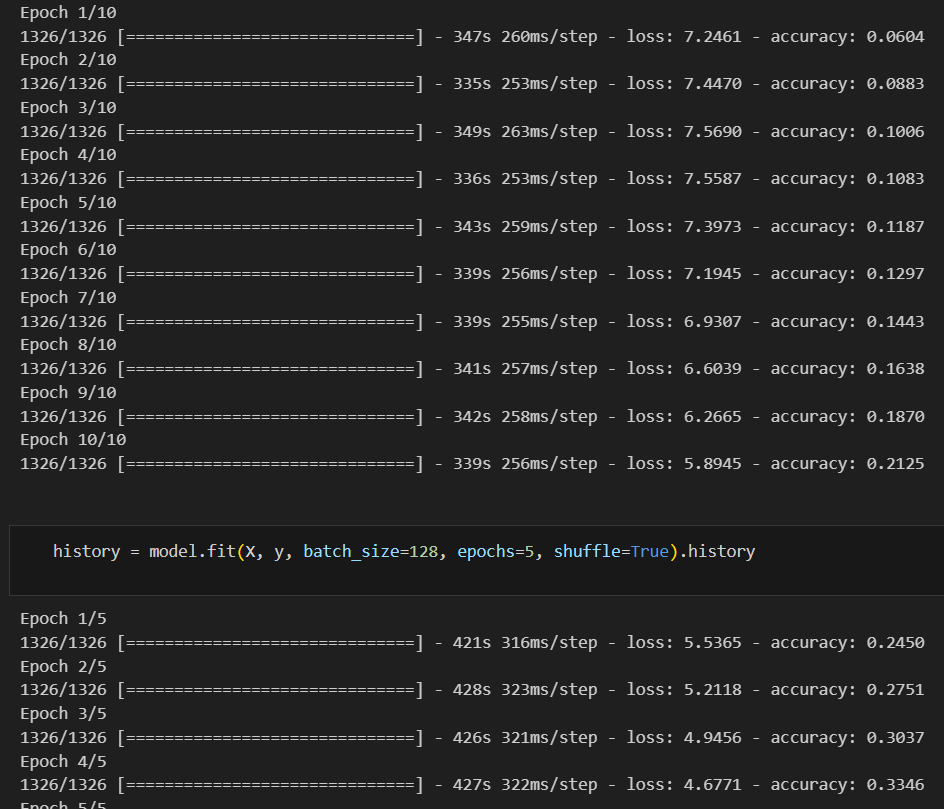 Epoch 1/10
1326/1326 [==============================] - 347s 260ms/step - loss: 7.2461 - accuracy: 0.0604
Epoch 2/10
1326/1326 [==============================] - 335s 253ms/step - loss: 7.4470 - accuracy: 0.0883
Epoch 3/10
1326/1326 [==============================] - 349s 263ms/step - loss: 7.5690 - accuracy: 0.1006
Epoch 4/10
1326/1326 [==============================] - 336s 253ms/step - loss: 7.5587 - accuracy: 0.1083
Epoch 5/10
1326/1326 [==============================] - 343s 259ms/step - loss: 7.3973 - accuracy: 0.1187
Epoch 6/10
1326/1326 [==============================] - 339s 256ms/step - loss: 7.1945 - accuracy: 0.1297
Epoch 7/10
1326/1326 [==============================] - 339s 255ms/step - loss: 6.9307 - accuracy: 0.1443
Epoch 8/10
1326/1326 [==============================] - 341s 257ms/step - loss: 6.6039 - accuracy: 0.1638
Epoch 9/10
1326/1326 [==============================] - 342s 258ms/step - loss: 6.2665 - accuracy: 0.1870
Epoch 10/10
1326/1326 [==============================] - 339s 256ms/step - loss: 5.8945 - accuracy: 0.2125
history = model.fit(X, y, batch_size=128, epochs=5, shuffle=True).history
Epoch 1/5
1326/1326 [==============================] - 421s 316ms/step - loss: 5.5365 - accuracy: 0.2450
Epoch 2/5
1326/1326 [==============================] - 428s 323ms/step - loss: 5.2118 - accuracy: 0.2751
Epoch 3/5
1326/1326 [==============================] - 426s 321ms/step - loss: 4.9456 - accuracy: 0.3037
Epoch 4/5
1326/1326 [==============================] - 427s 322ms/step - loss: 4.6771 - accuracy: 0.3346
Epoch 5/5